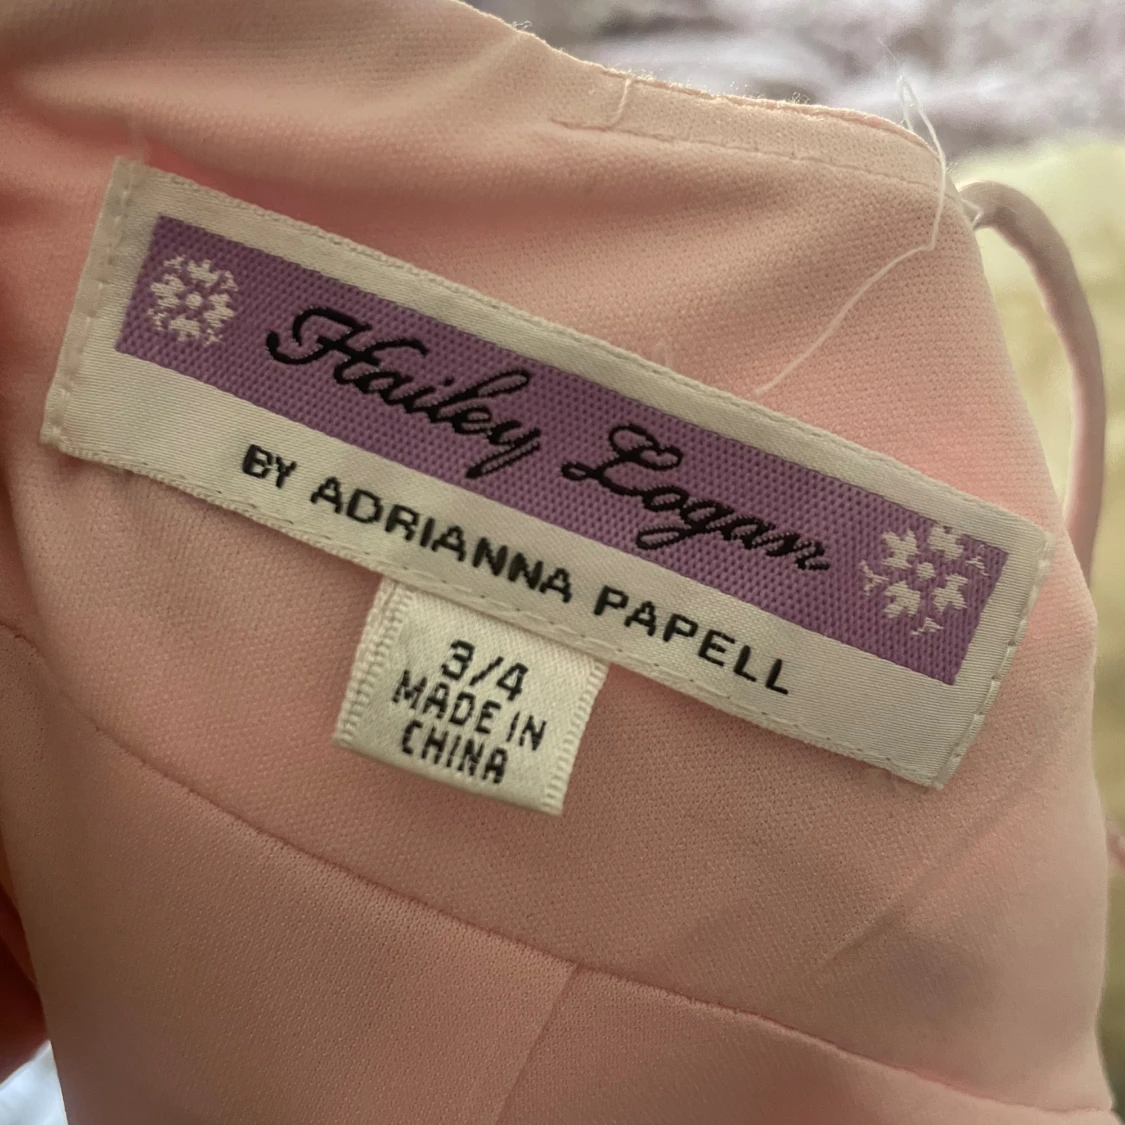 Hailey Logan
BY ADRIANNA PAPELL
3/4
MADE IN
CHINA